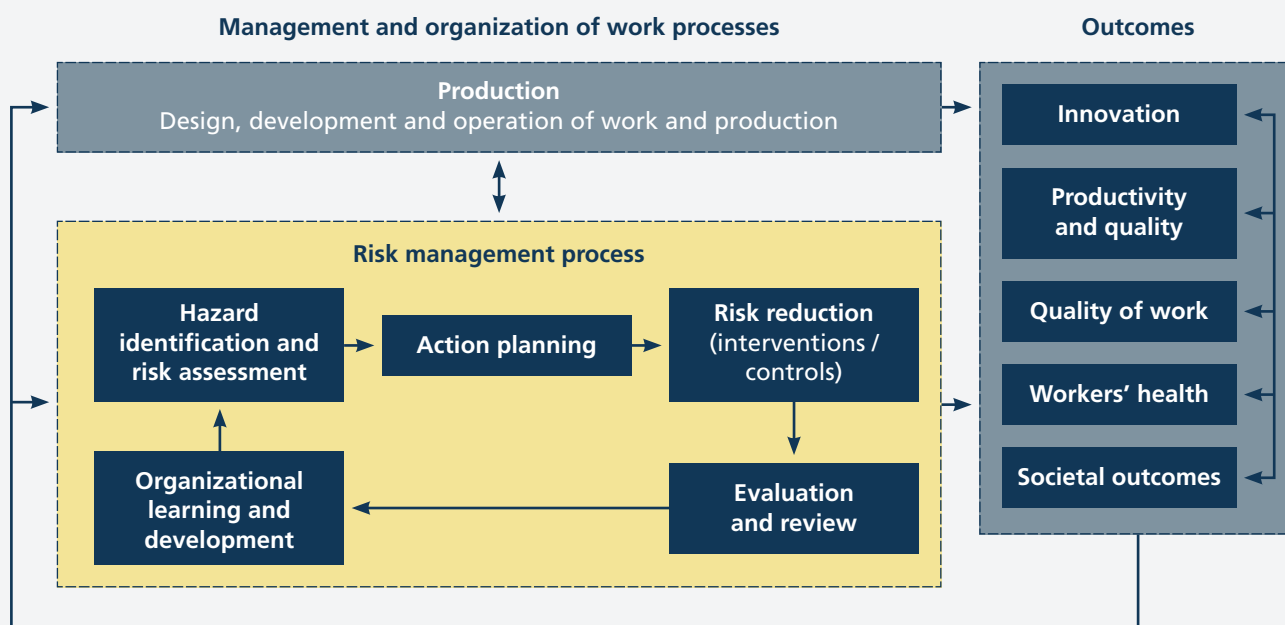 Management and organization of work processes
Outcomes
Production
Design, development and operation of work and production
Risk management process
Hazard
identification and
risk assessment
Action planning
Risk reduction
(interventions /
controls)
Organizational
learning and
development
Evaluation
and review
Innovation
Productivity
and quality
Quality of work
Workers’ health
Societal outcomes